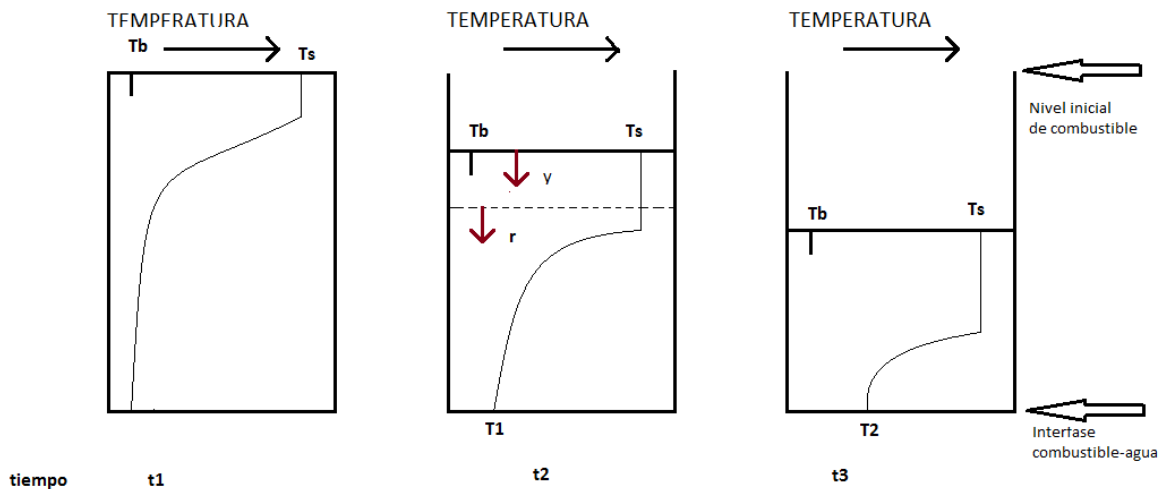 TEMPERATURA
TEMPERATURA
TEMPERATURA
Tb
Ts
Tb
Ts
y
r
Tb
Ts
Nivel inicial
de combustible
T1
T2
Interfase
combustible-agua
tiempo
t1
t2
t3